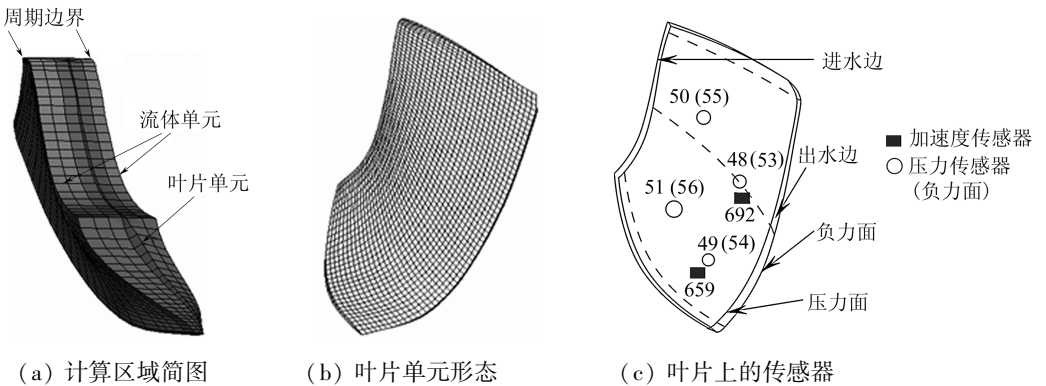 周期边界
流体单元
叶片单元
(a) 计算区域简图
(b) 叶片单元形态
进水边
50 (55)
48 (53)
出水边
51 (56)
692
49 (54)
负力面
659
压力面
加速度传感器
压力传感器
(负力面)
(c) 叶片上的传感器